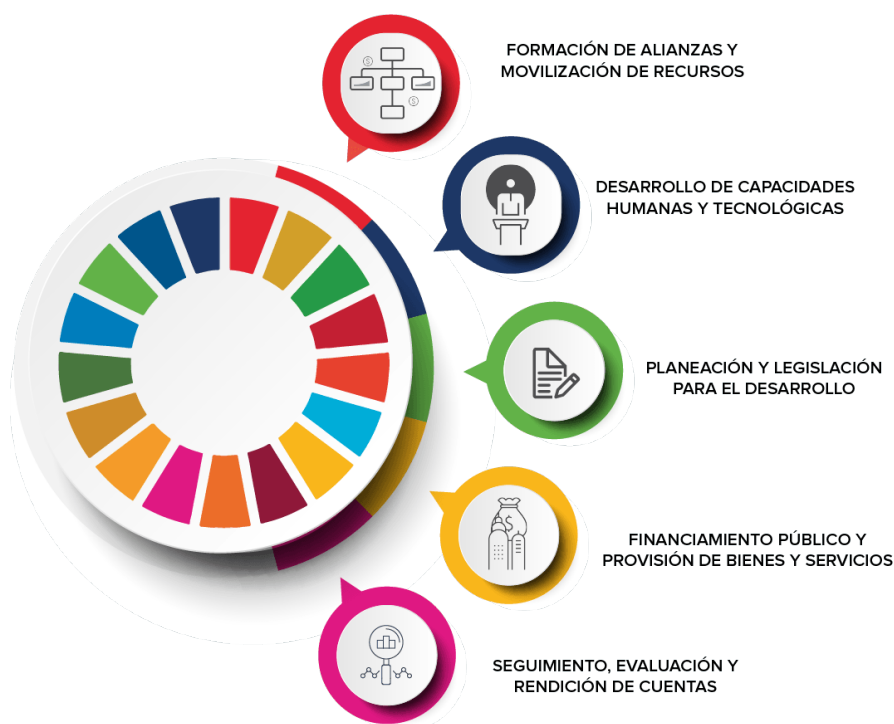 FORMACIÓN DE ALIANZAS Y
MOVILIZACIÓN DE RECURSOS
DESARROLLO DE CAPACIDADES
HUMANAS Y TECNOLÓGICAS
PLANEACIÓN Y LEGISLACIÓN
PARA EL DESARROLLO
FINANCIAMIENTO PÚBLICO Y
PROVISIÓN DE BIENES Y SERVICIOS
SEGUIMIENTO, EVALUACIÓN Y
RENDICIÓN DE CUENTAS